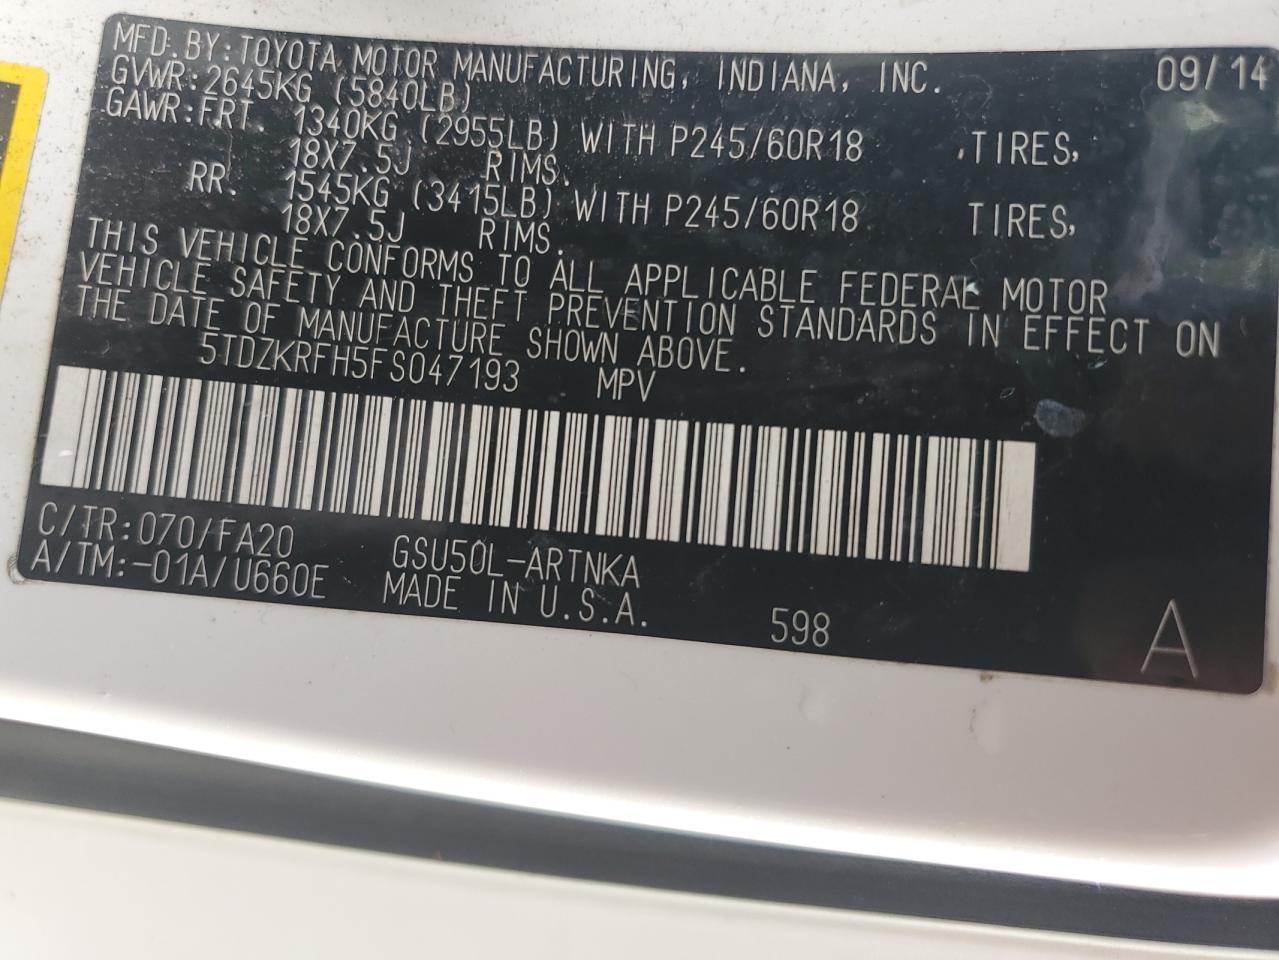 MFD. BY: TOYOTA MOTOR MANUFACTURING, INDIANA, INC. 09/14
GVWR: 2645KG (5840LB)
GAWR: FRT. 1340KG (2955LB) WITH P245/60R18 TIRES,
18X7.5J RIMS.
RR. 1545KG (3415LB) WITH P245/60R18 TIRES,
18X7.5J RIMS.
THIS VEHICLE CONFORMS TO ALL APPLICABLE FEDERAL MOTOR
VEHICLE SAFETY AND THEFT PREVENTION STANDARDS IN EFFECT ON
THE DATE OF MANUFACTURE SHOWN ABOVE.
5TDZKRFH5FS047193 MPV
C/TR: 070/FA20 GSU50L-ARTNKA
A/TM: -01A/U660E MADE IN U.S.A. 598 A